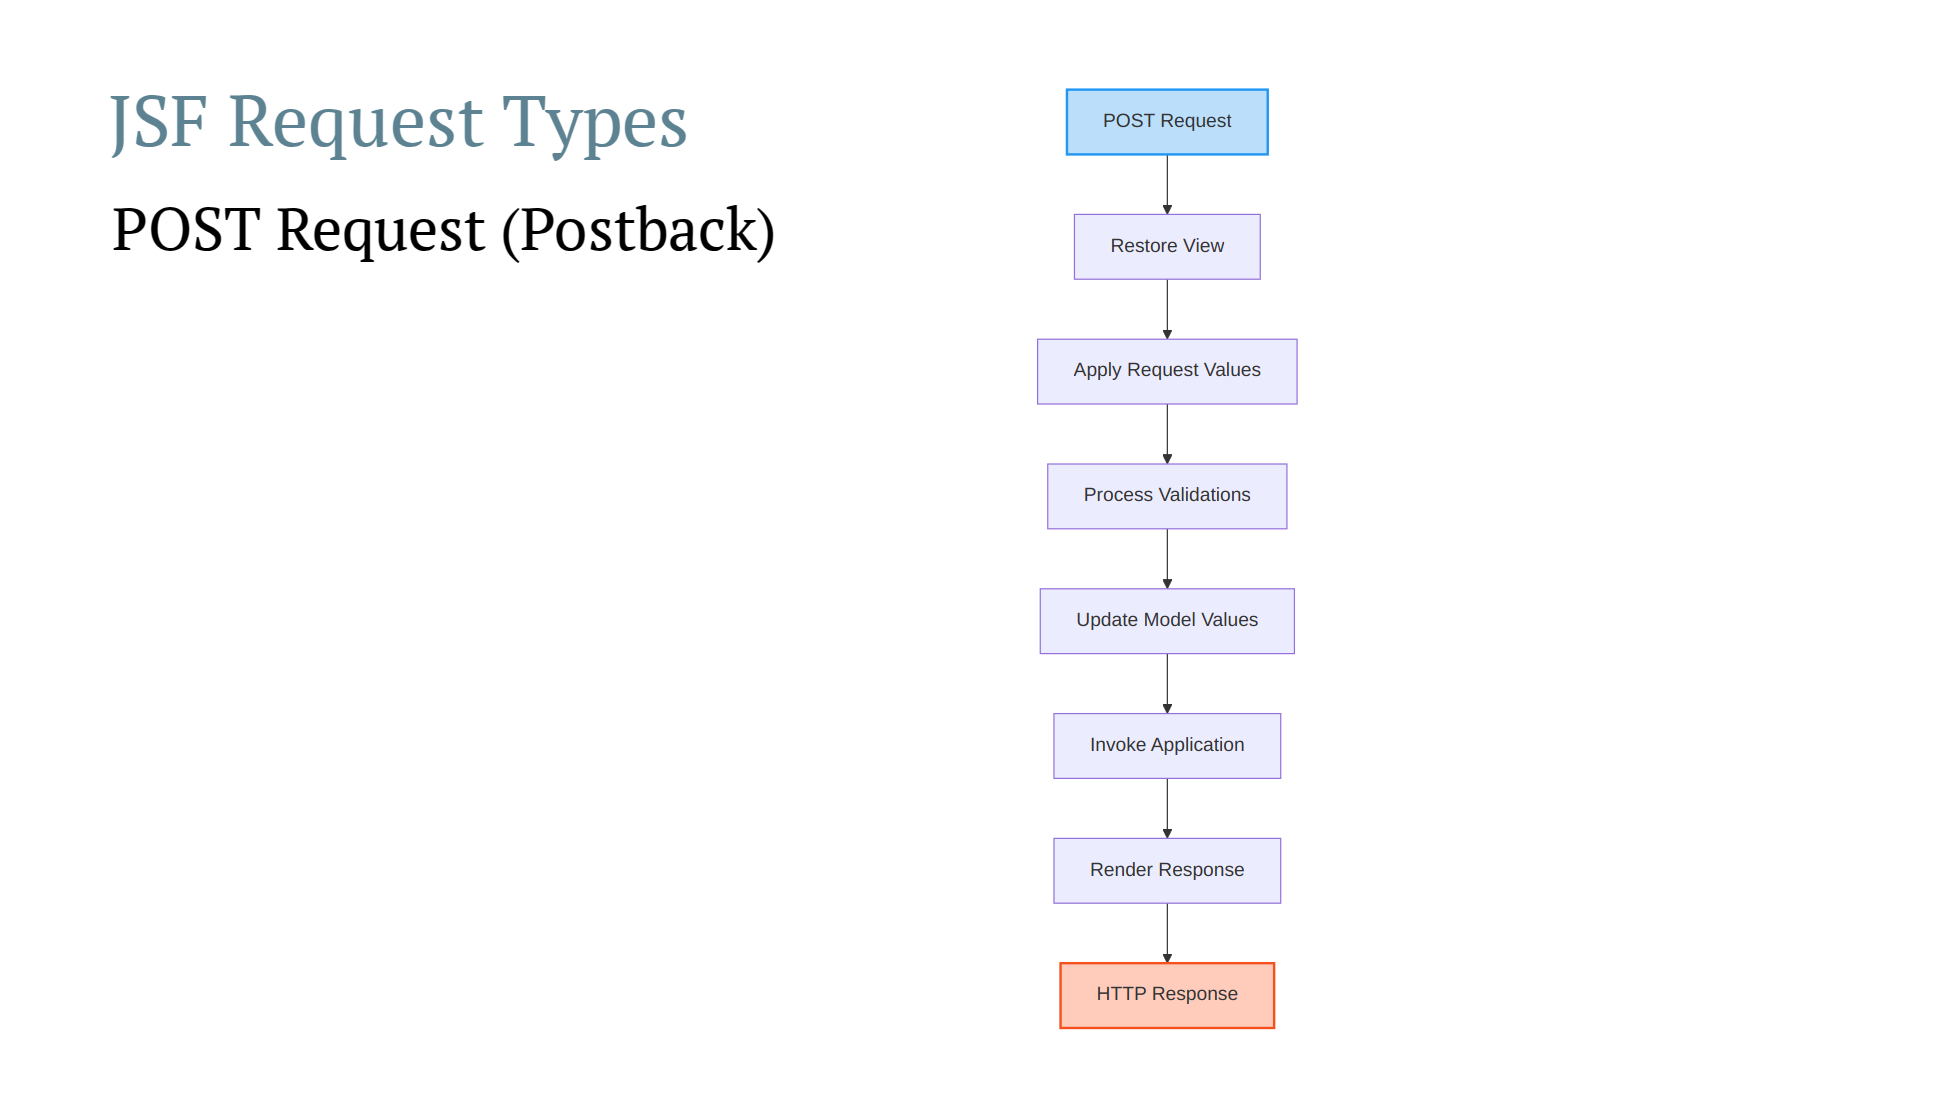 JSF Request Types
POST Request (Postback)
POST Request
Restore View
Apply Request Values
Process Validations
Update Model Values
Invoke Application
Render Response
HTTP Response